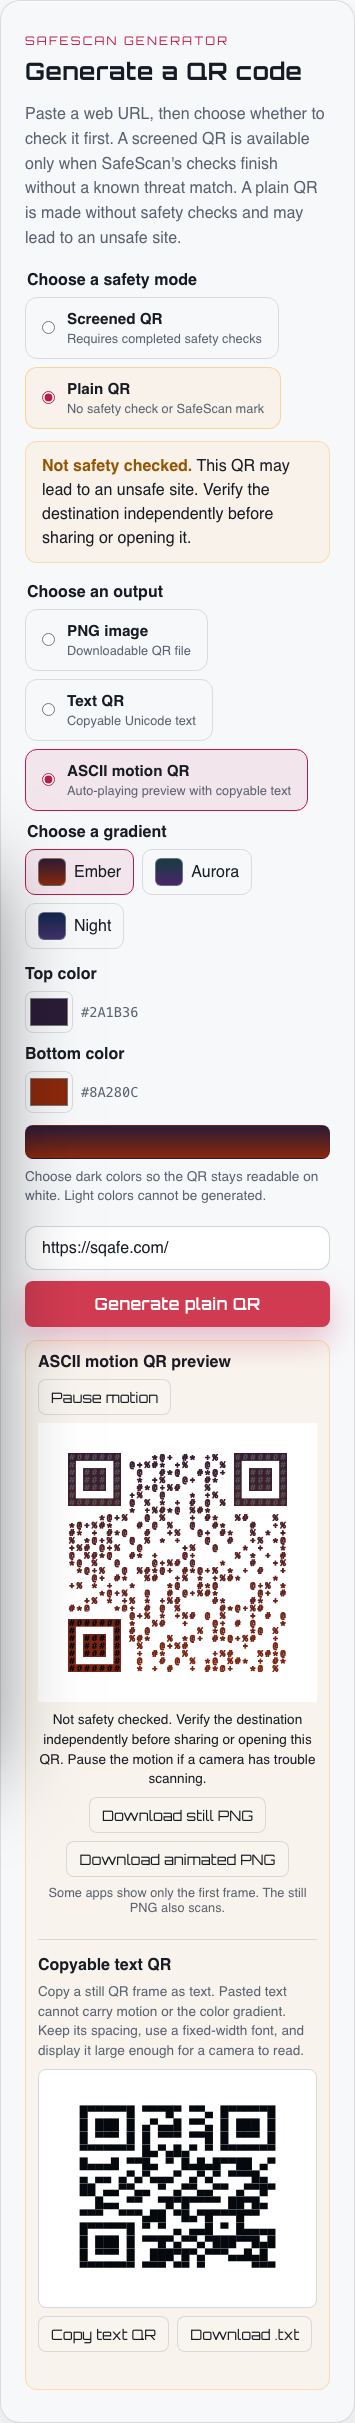 SAFESCAN GENERATOR
Generate a QR code
Paste a web URL, then choose whether to
check it first. A screened QR is available
only when SafeScan's checks finish
without a known threat match. A plain QR
is made without safety checks and may
lead to an unsafe site.
Choose a safety mode
Screened QR
Requires completed safety checks
Plain QR
No safety check or SafeScan mark
Not safety checked. This QR may
lead to an unsafe site. Verify the
destination independently before
sharing or opening it.
Choose an output
PNG image
Downloadable QR file
Text QR
Copyable Unicode text
ASCII motion QR
Auto-playing preview with copyable text
Choose a gradient
Ember
Aurora
Night
Top color
#2A1B36
Bottom color
#8A280C
Choose dark colors so the QR stays readable on
white. Light colors cannot be generated.
https://sqafe.com/
Generate plain QR
ASCII motion QR preview
Pause motion
Not safety checked. Verify the destination
independently before sharing or opening this
QR. Pause the motion if a camera has trouble
scanning.
Download still PNG
Download animated PNG
Some apps show only the first frame. The still
PNG also scans.
Copyable text QR
Copy a still QR frame as text. Pasted text
cannot carry motion or the color gradient.
Keep its spacing, use a fixed-width font, and
display it large enough for a camera to read.
Copy text QR
Download .txt